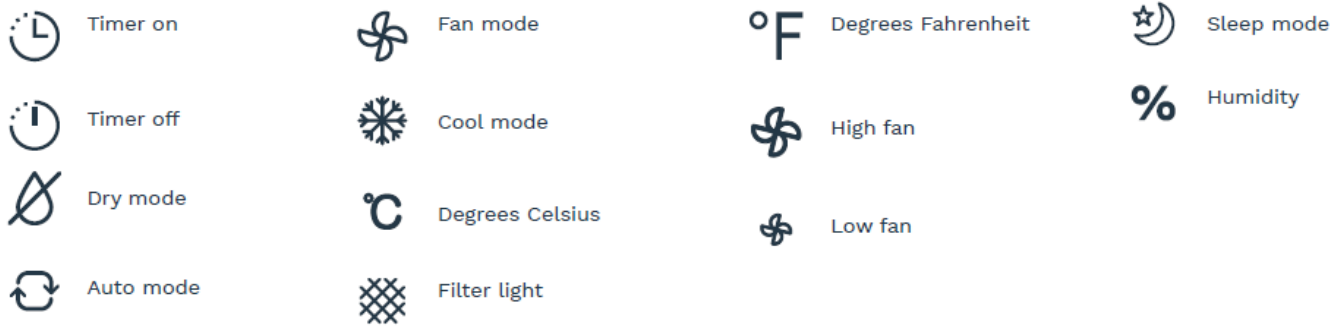 Timer on
Timer off
Dry mode
Auto mode
Fan mode
Cool mode
°C
Degrees Celsius
Filter light
°F
Degrees Fahrenheit
High fan
Low fan
Sleep mode
%
Humidity